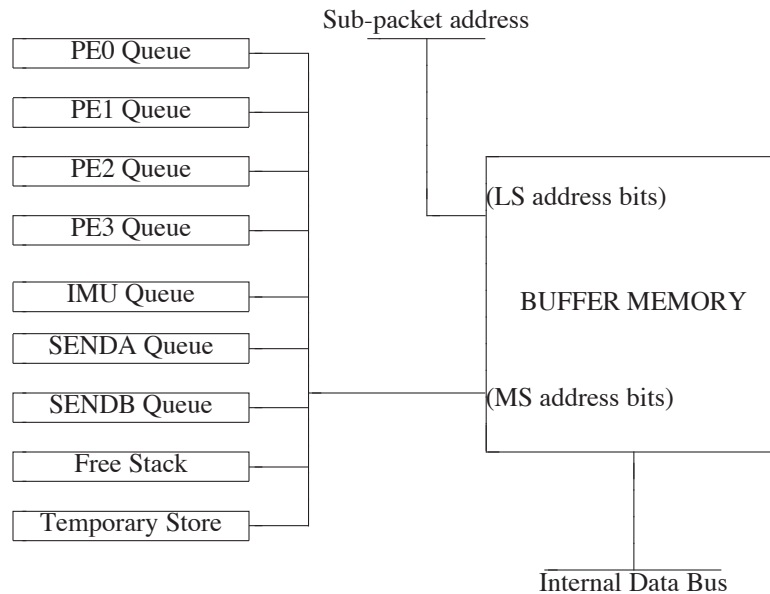 Sub-packet address
PE0 Queue
PE1 Queue
PE2 Queue
PE3 Queue
IMU Queue
SENDA Queue
SENDB Queue
Free Stack
Temporary Store
(LS address bits)
BUFFER MEMORY
(MS address bits)
Internal Data Bus